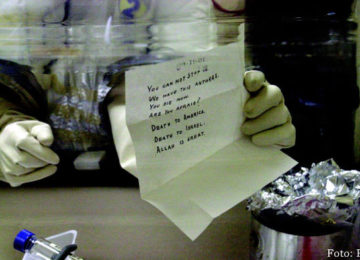 09-11-01
YOU CAN NOT STOP US.
WE HAVE THIS ANTHRAX.
YOU DIE NOW.
ARE YOU AFRAID?
DEATH TO AMERICA.
DEATH TO ISRAEL.
ALLAH IS GREAT.
Foto: